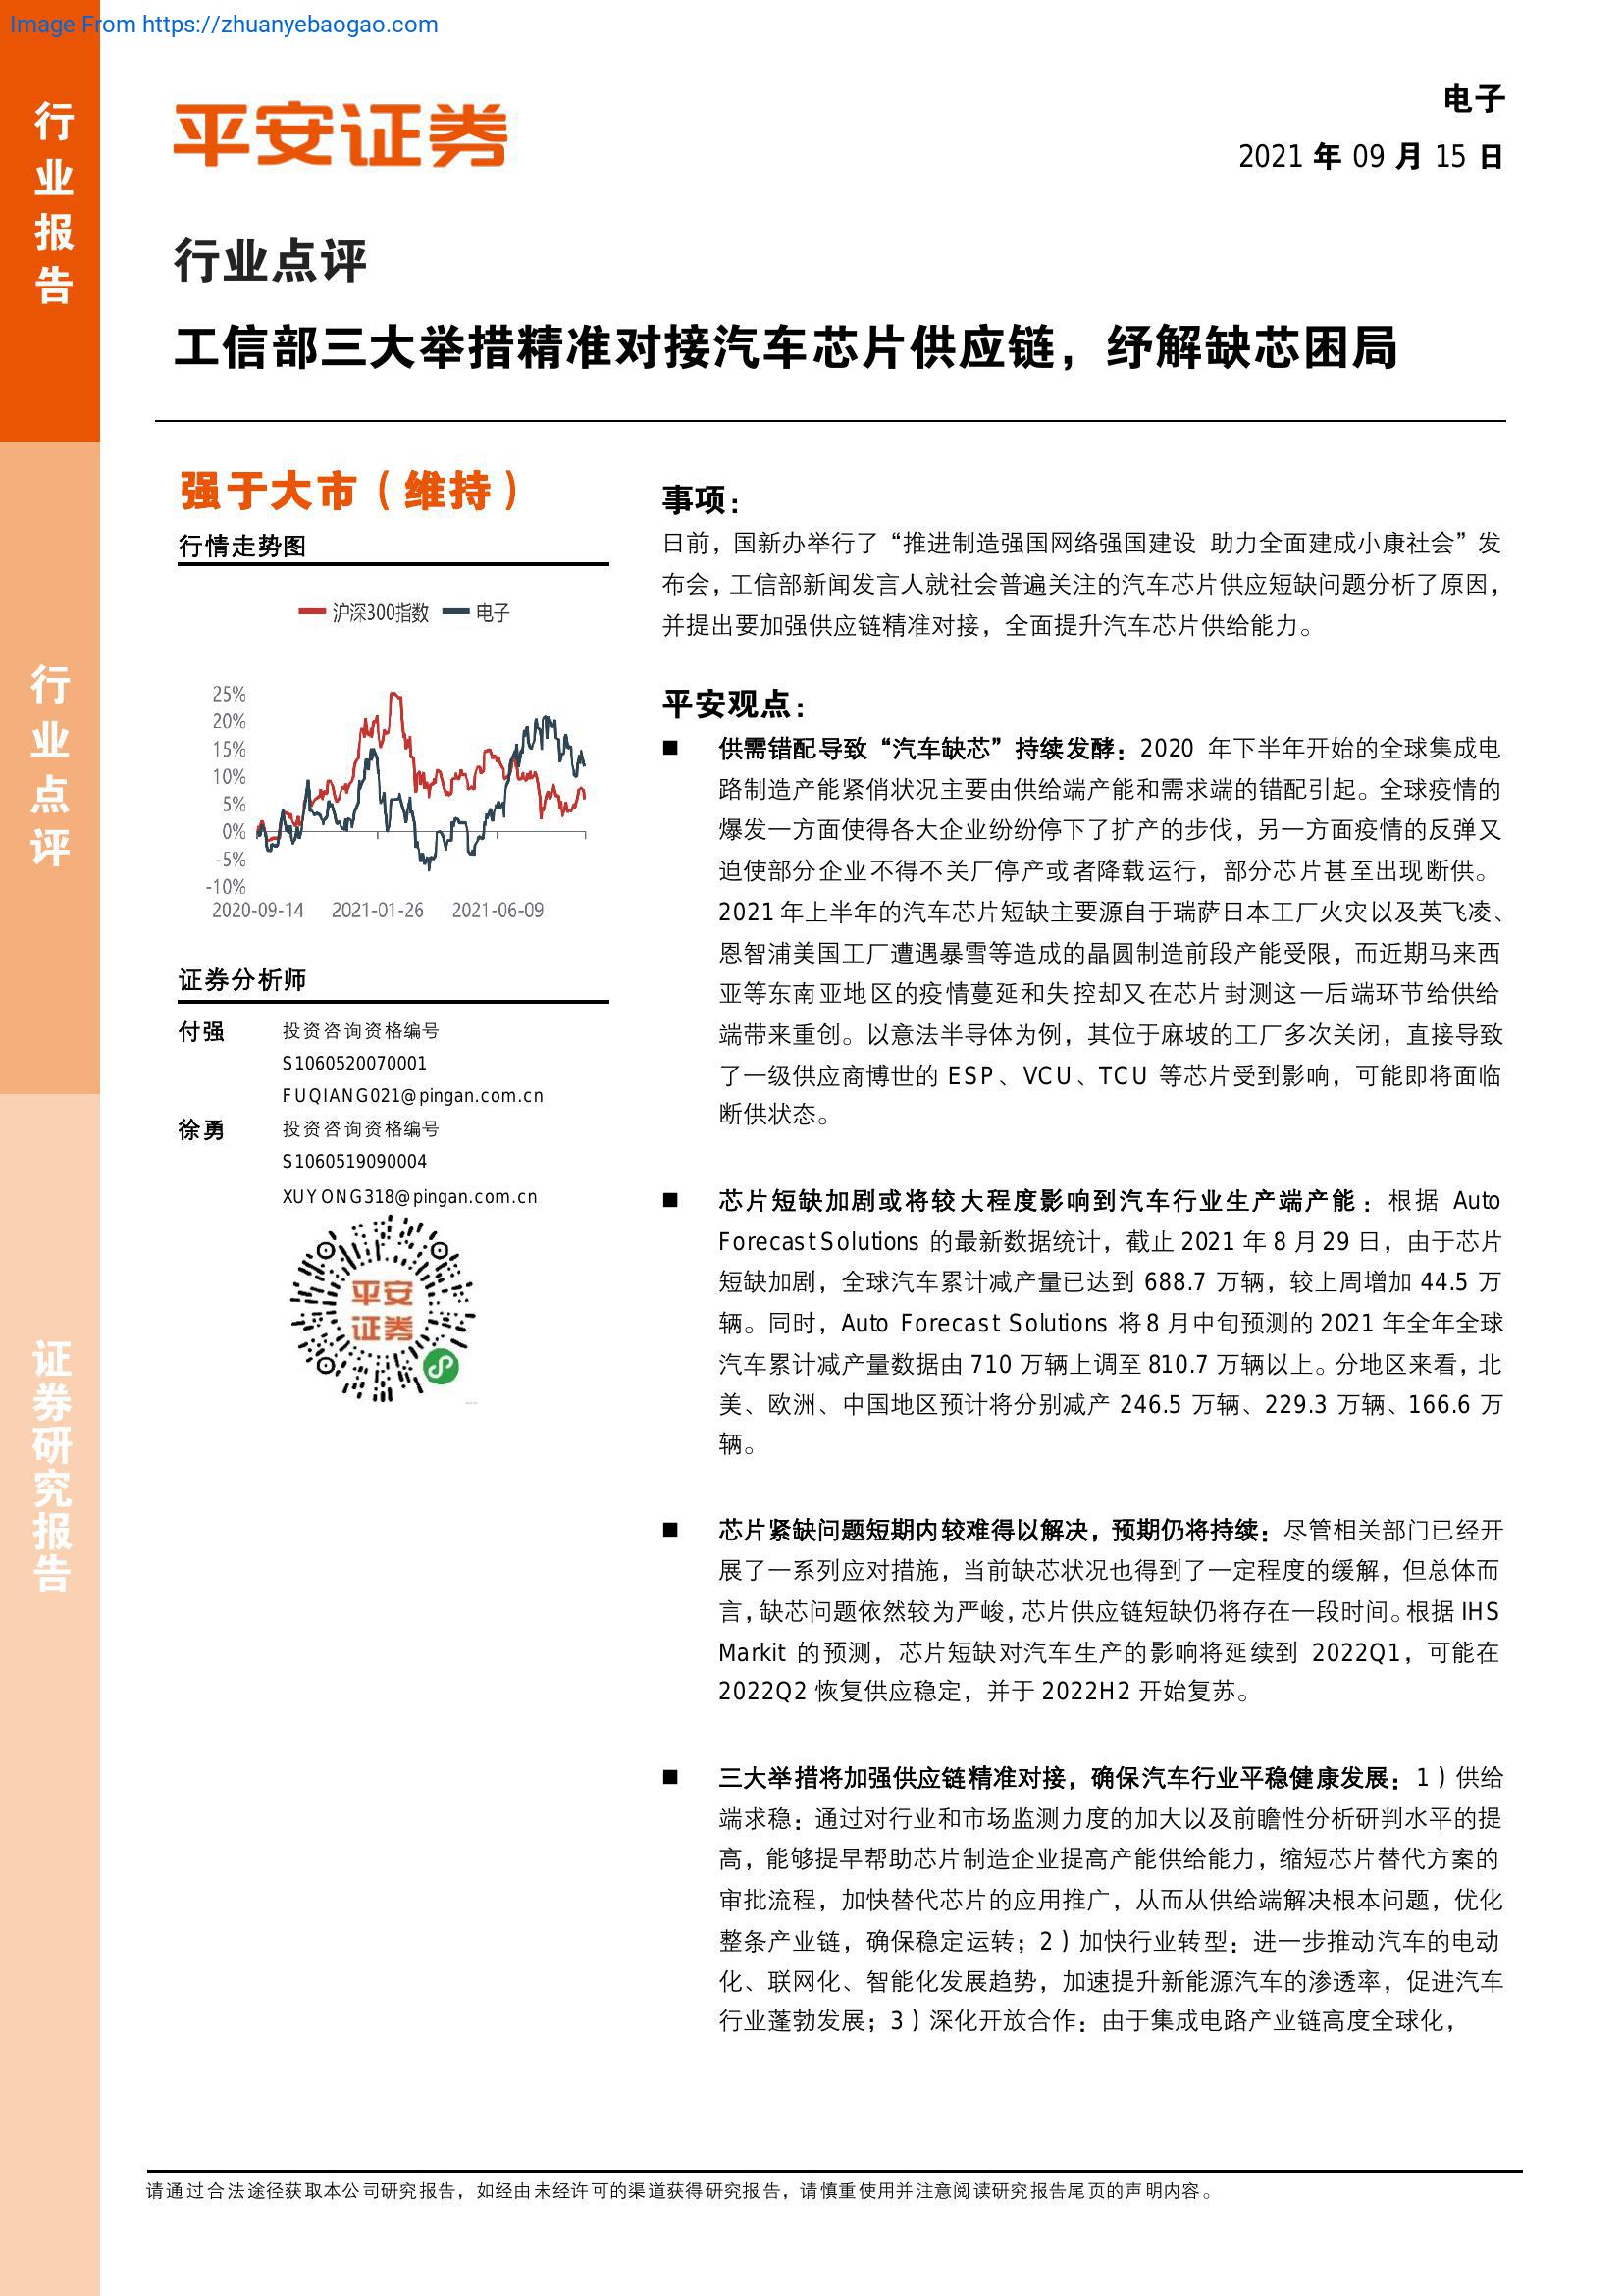 Image From https://zhuanyebaogao.com
行业报告
平安证券
电子
2021 年 09 月 15 日
行业点评
工信部三大举措精准对接汽车芯片供应链，纾解缺芯困局
强于大市（维持）
行情走势图
沪深300指数 电子
25%
20%
15%
10%
5%
0%
-5%
-10%
2020-09-14 2021-01-26 2021-06-09
证券分析师
付强 投资咨询资格编号
S1060520070001
FUQIANG021@pingan.com.cn
徐勇 投资咨询资格编号
S1060519090004
XUYONG318@pingan.com.cn
平安
证券
行业点评
证券研究报告
事项：
日前，国新办举行了“推进制造强国网络强国建设 助力全面建成小康社会”发
布会，工信部新闻发言人就社会普遍关注的汽车芯片供应短缺问题分析了原因，
并提出要加强供应链精准对接，全面提升汽车芯片供给能力。
平安观点：
■ 供需错配导致“汽车缺芯”持续发酵：2020 年下半年开始的全球集成电
路制造产能紧俏状况主要由供给端产能和需求端的错配引起。全球疫情的
爆发一方面使得各大企业纷纷停下了扩产的步伐，另一方面疫情的反弹又
迫使部分企业不得不关厂停产或者降载运行，部分芯片甚至出现断供。
2021 年上半年的汽车芯片短缺主要源自于瑞萨日本工厂火灾以及英飞凌、
恩智浦美国工厂遭遇暴雪等造成的晶圆制造前段产能受限，而近期马来西
亚等东南亚地区的疫情蔓延和失控却又在芯片封测这一后端环节给供给
端带来重创。以意法半导体为例，其位于麻坡的工厂多次关闭，直接导致
了一级供应商博世的 ESP、VCU、TCU 等芯片受到影响，可能即将面临
断供状态。
■ 芯片短缺加剧或将较大程度影响到汽车行业生产端产能：根据 Auto
Forecast Solutions 的最新数据统计，截止 2021 年 8 月 29 日，由于芯片
短缺加剧，全球汽车累计减产量已达到 688.7 万辆，较上周增加 44.5 万
辆。同时，Auto Forecast Solutions 将 8 月中旬预测的 2021 年全年全球
汽车累计减产量数据由 710 万辆上调至 810.7 万辆以上。分地区来看，北
美、欧洲、中国地区预计将分别减产 246.5 万辆、229.3 万辆、166.6 万
辆。
■ 芯片紧缺问题短期内较难得以解决，预期仍将持续：尽管相关部门已经开
展了一系列应对措施，当前缺芯状况也得到了一定程度的缓解，但总体而
言，缺芯问题依然较为严峻，芯片供应链短缺仍将存在一段时间。根据 IHS
Markit 的预测，芯片短缺对汽车生产的影响将延续到 2022Q1，可能在
2022Q2 恢复供应稳定，并于 2022H2 开始复苏。
■ 三大举措将加强供应链精准对接，确保汽车行业平稳健康发展：1）供给
端求稳：通过对行业和市场监测力度的加大以及前瞻性分析研判水平的提
高，能够提早帮助芯片制造企业提高产能供给能力，缩短芯片替代方案的
审批流程，加快替代芯片的应用推广，从而从供给端解决根本问题，优化
整条产业链，确保稳定运转；2）加快行业转型：进一步推动汽车的电动
化、联网化、智能化发展趋势，加速提升新能源汽车的渗透率，促进汽车
行业蓬勃发展；3）深化开放合作：由于集成电路产业链高度全球化，
请通过合法途径获取本公司研究报告，如经由未经许可的渠道获得研究报告，请慎重使用并注意阅读研究报告尾页的声明内容。